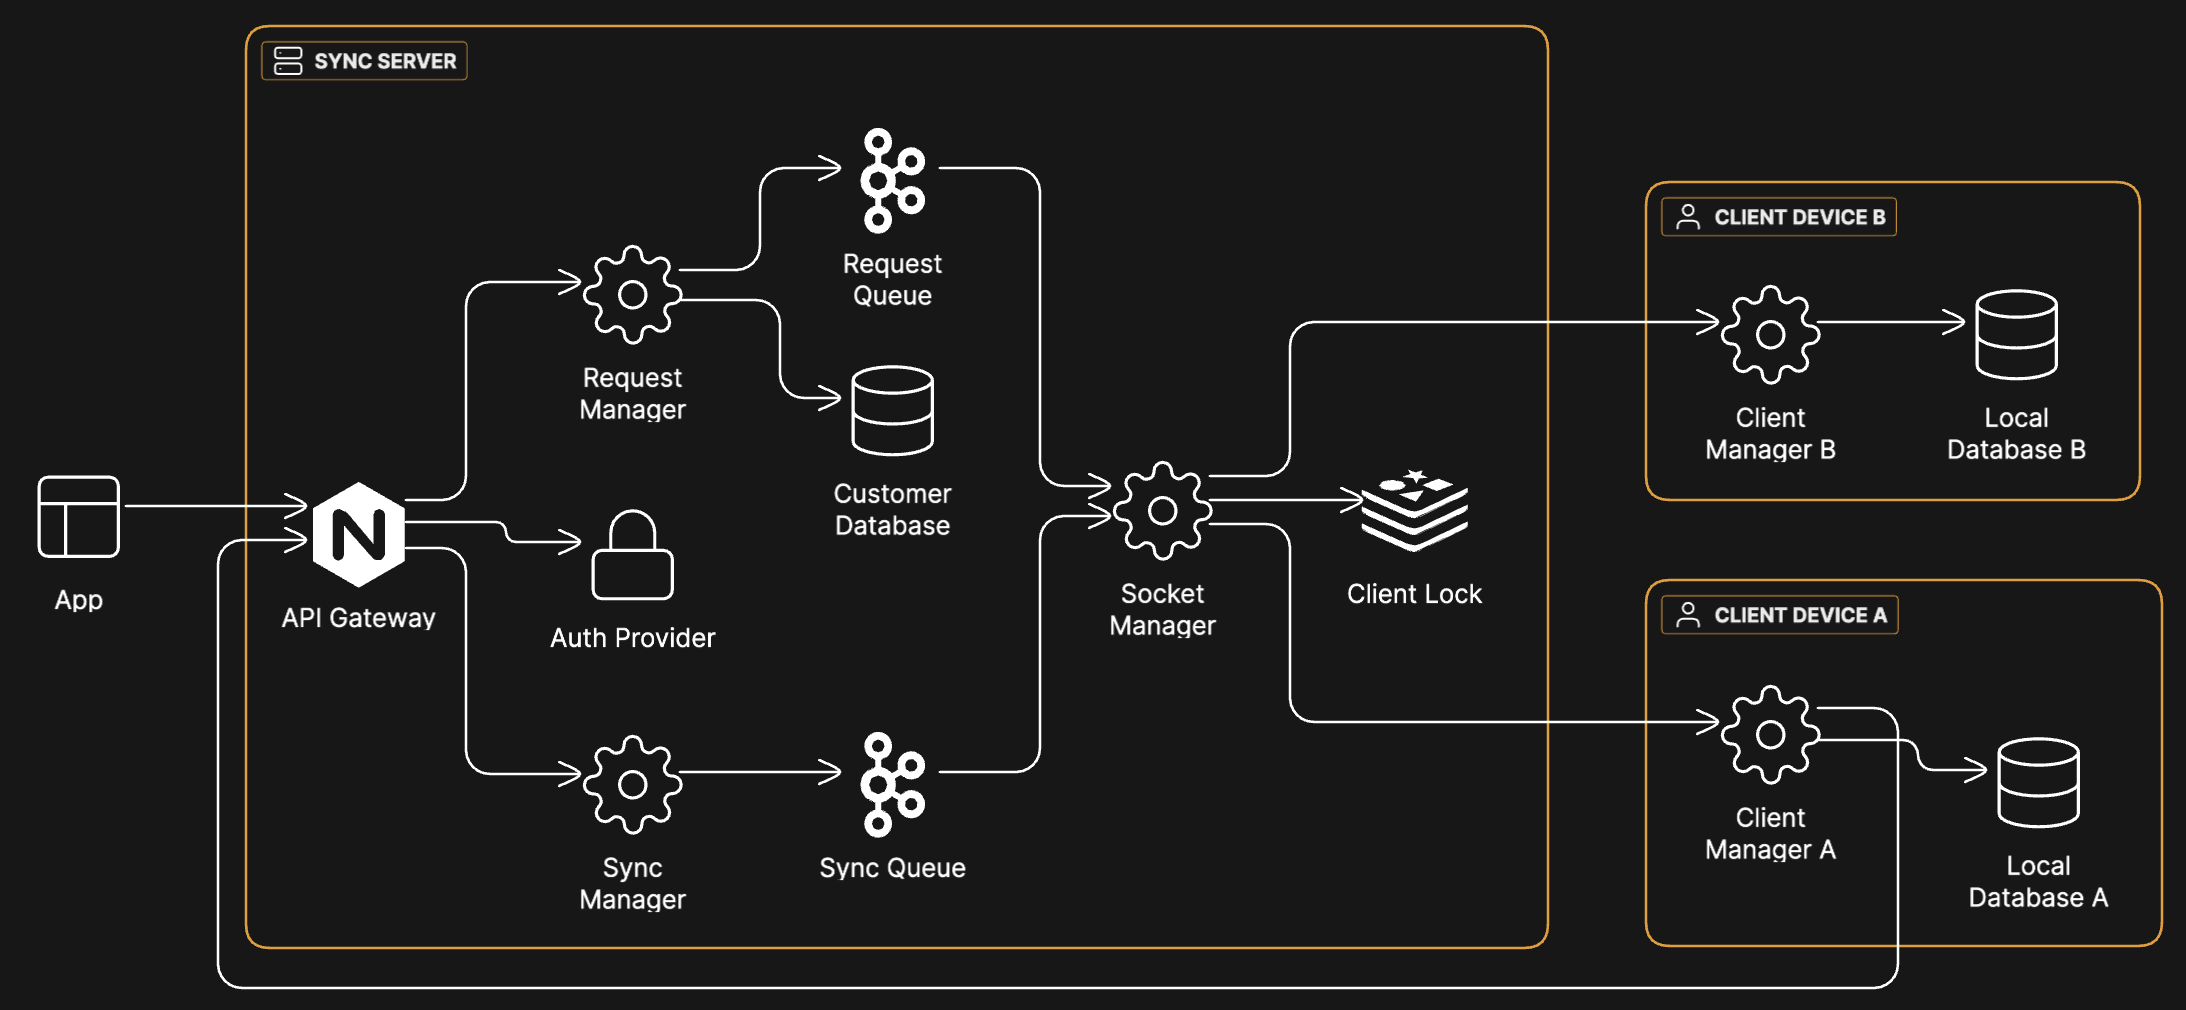 SYNC SERVER
Request
Queue
CLIENT DEVICE B
Request
Manager
Client
Manager B
Local
Database B
Customer
Database
App
API Gateway
Auth Provider
Socket
Manager
Client Lock
CLIENT DEVICE A
Sync
Manager
Sync Queue
Client
Manager A
Local
Database A